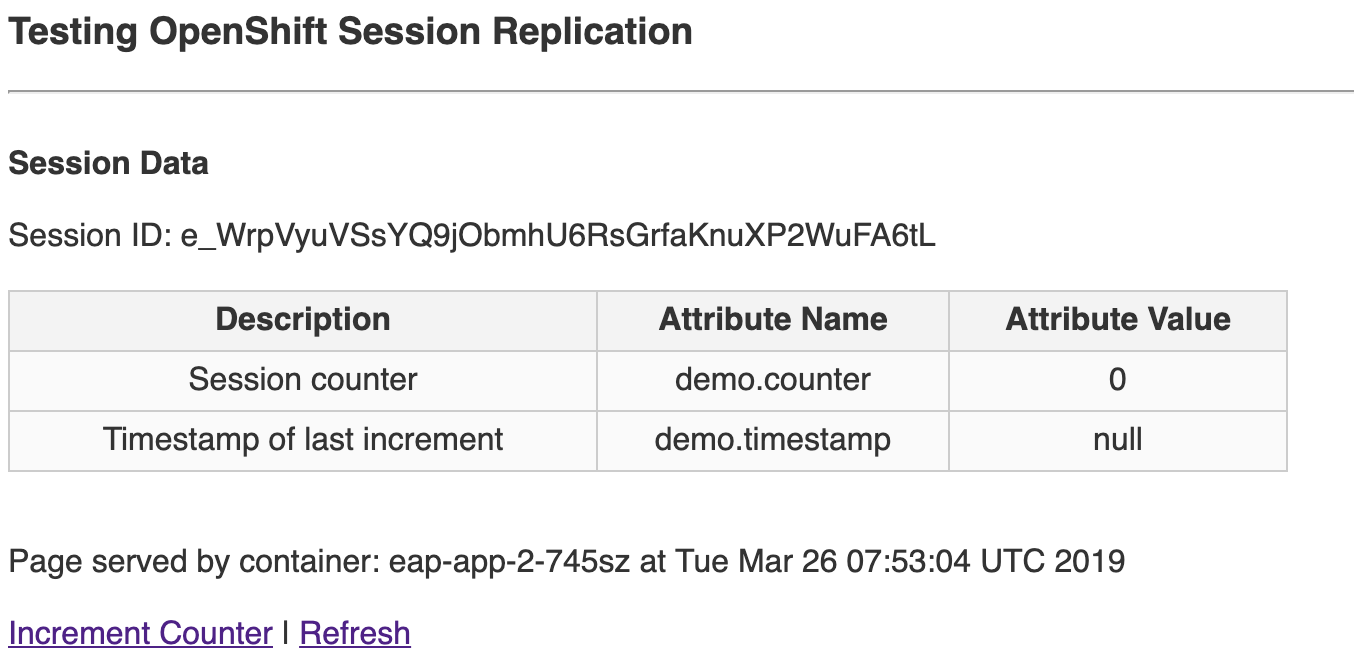 Testing OpenShift Session Replication
Session Data
Session ID: e_WrpVyuVSsYQ9jObmhU6RsGrfaKnuXP2WuFA6tL
Description Attribute Name Attribute Value
Session counter demo.counter 0
Timestamp of last increment demo.timestamp null
Page served by container: eap-app-2-745sz at Tue Mar 26 07:53:04 UTC 2019
Increment Counter | Refresh